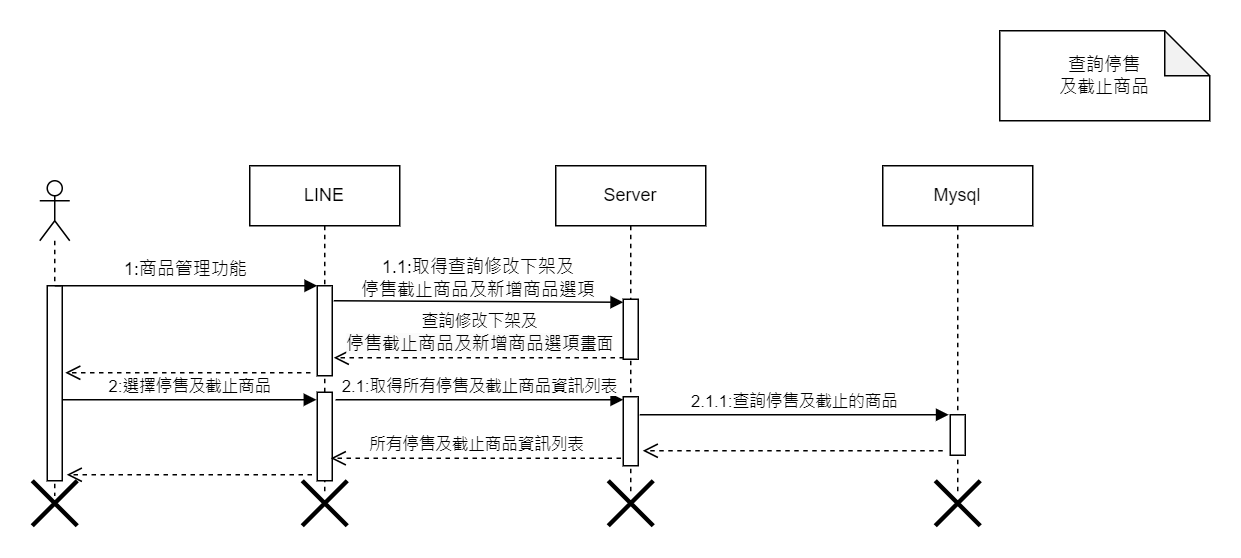 查詢停售
及截止商品
LINE
Server
Mysql
1:商品管理功能
1.1:取得查詢修改下架及
停售截止商品及新增商品選項
查詢修改下架及
停售截止商品及新增商品選項畫面
2:選擇停售及截止商品
2.1:取得所有停售及截止商品資訊列表
2.1.1:查詢停售及截止的商品
所有停售及截止商品資訊列表